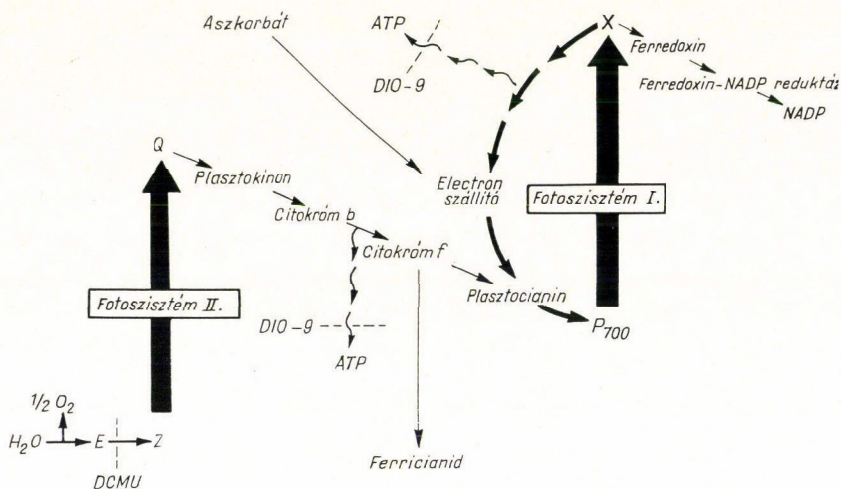 Aszkorbát
ATP
DIO-9
X
Ferredoxin
Ferredoxin-NADP reduktáz
NADP
Q
Plasztokinon
Citokróm b
Citokróm f
Electron
szállító
Fotoszisztém I.
Plasztocianin
P700
Fotoszisztém II.
DIO-9
ATP
1/2 O2
H2O
E
Z
DCMU
Ferricianid